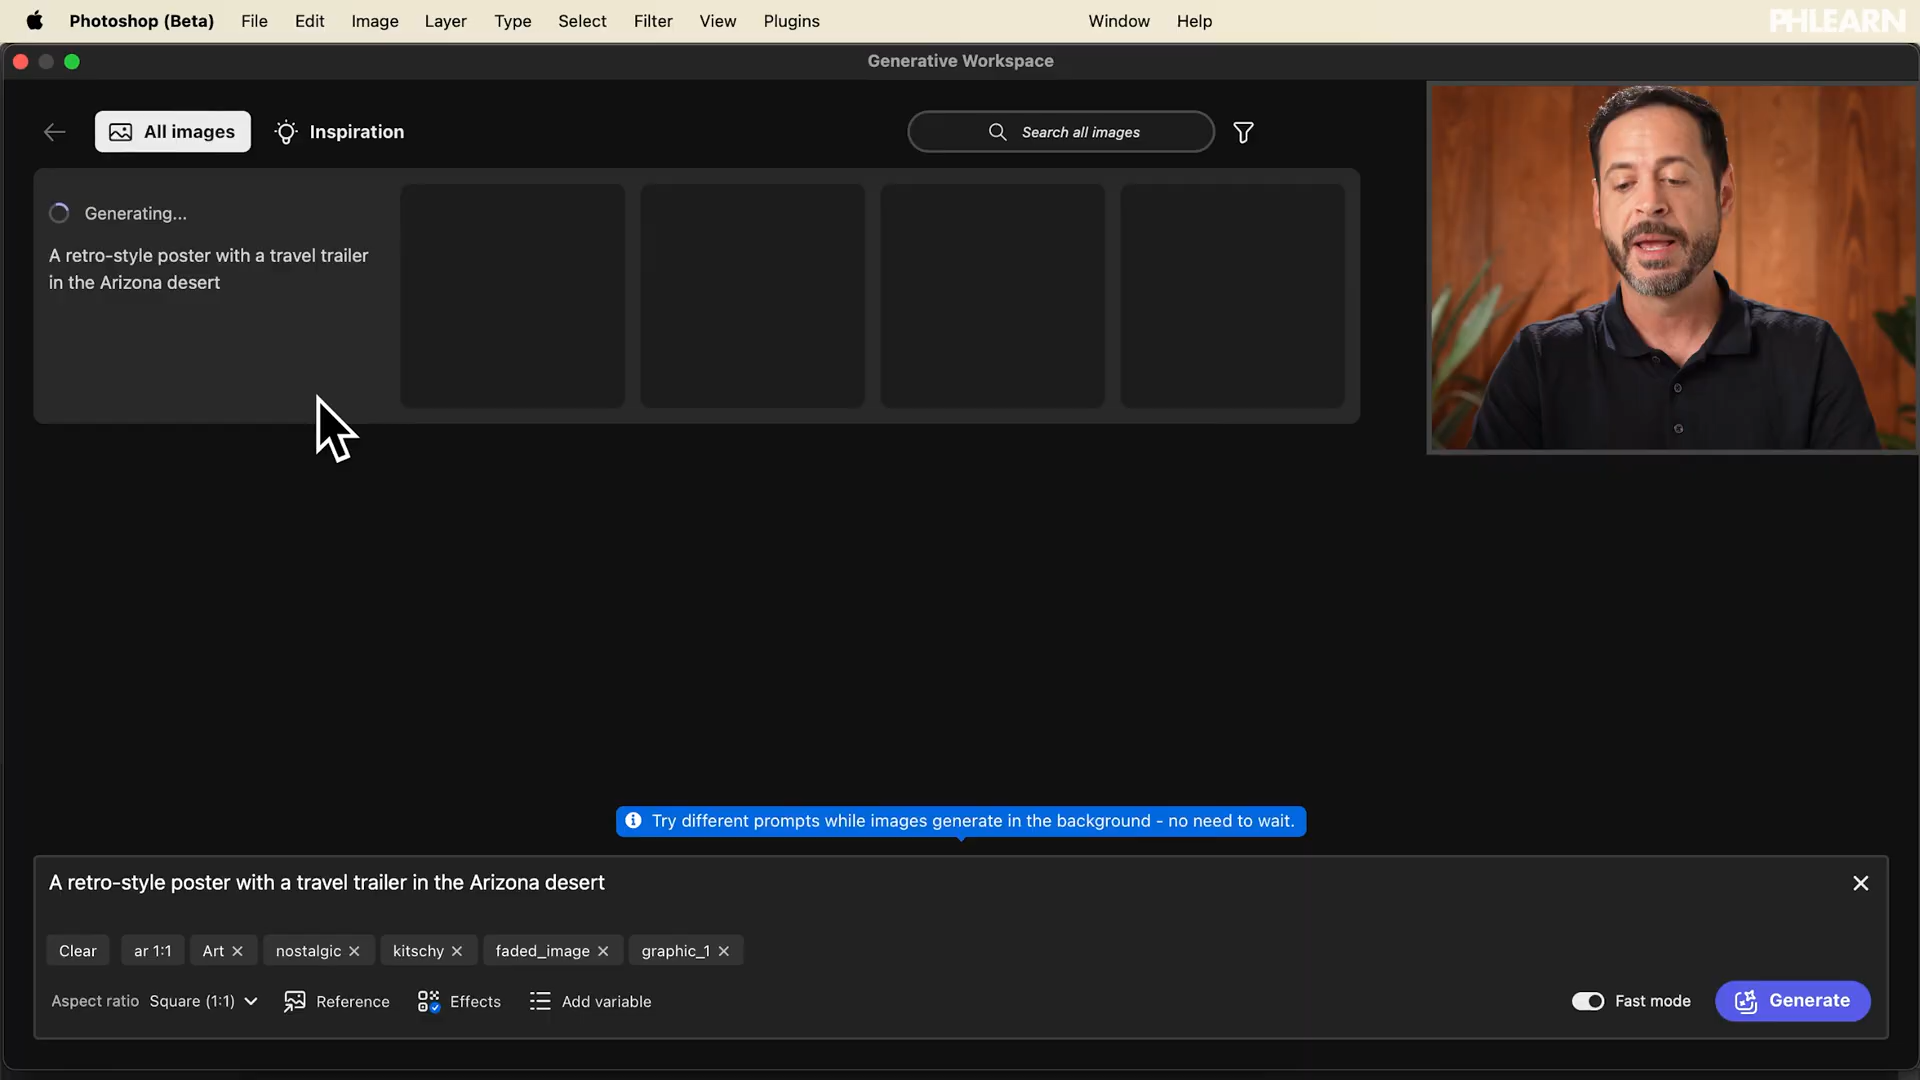 Photoshop (Beta) File Edit Image Layer Type Select Filter View Plugins Window Help
PHLEARN
Generative Workspace
All images Inspiration Search all images
Generating...
A retro-style poster with a travel trailer
in the Arizona desert
Try different prompts while images generate in the background - no need to wait.
A retro-style poster with a travel trailer in the Arizona desert
Clear ar 1:1 Art nostalgic kitschy faded_image graphic_1
Aspect ratio Square (1:1) Reference Effects Add variable Fast mode Generate